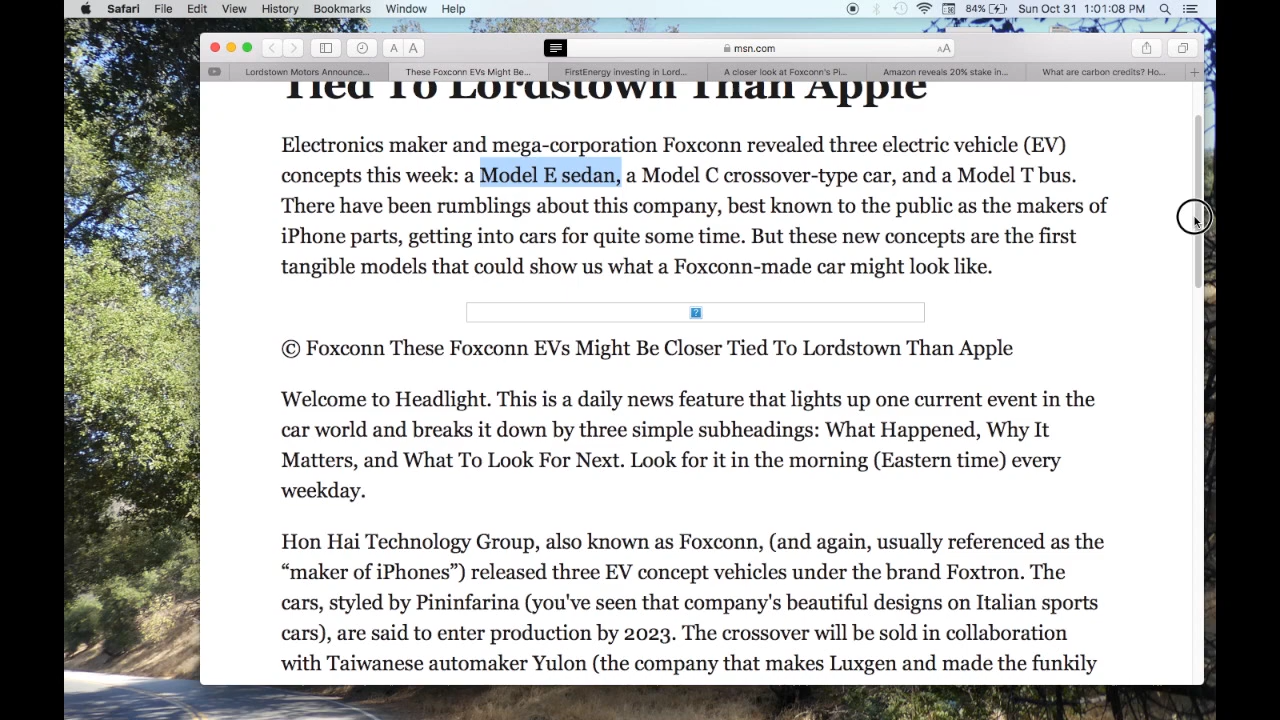 Safari File Edit View History Bookmarks Window Help 84% Sun Oct 31 1:01:08 PM
A A msn.com AA
Lordstown Motors Announce... These Foxconn EVs Might Be... FirstEnergy investing in Lord... A closer look at Foxconn's Pi... Amazon reveals 20% stake in... What are carbon credits? Ho... +
Tied To Lordstown Than Apple
Electronics maker and mega-corporation Foxconn revealed three electric vehicle (EV)
concepts this week: a Model E sedan, a Model C crossover-type car, and a Model T bus.
There have been rumblings about this company, best known to the public as the makers of
iPhone parts, getting into cars for quite some time. But these new concepts are the first
tangible models that could show us what a Foxconn-made car might look like.
?
© Foxconn These Foxconn EVs Might Be Closer Tied To Lordstown Than Apple
Welcome to Headlight. This is a daily news feature that lights up one current event in the
car world and breaks it down by three simple subheadings: What Happened, Why It
Matters, and What To Look For Next. Look for it in the morning (Eastern time) every
weekday.
Hon Hai Technology Group, also known as Foxconn, (and again, usually referenced as the
“maker of iPhones”) released three EV concept vehicles under the brand Foxtron. The
cars, styled by Pininfarina (you've seen that company's beautiful designs on Italian sports
cars), are said to enter production by 2023. The crossover will be sold in collaboration
with Taiwanese automaker Yulon (the company that makes Luxgen and made the funkily